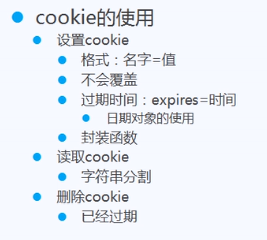 cookie的使用
设置cookie
格式：名字=值
不会覆盖
过期时间：expires=时间
日期对象的使用
封装函数
读取cookie
字符串分割
删除cookie
已经过期